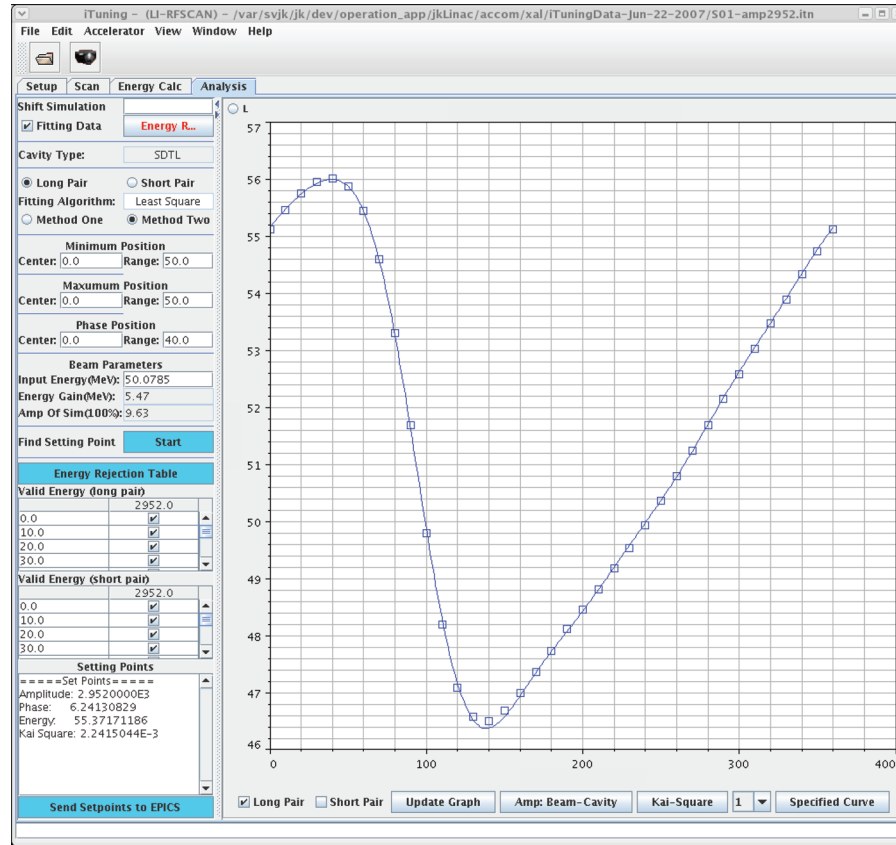 iTuning - (LI-RFSCAN) - /var/svjk/jk/dev/operation_app/jkLinac/accom/xal/iTuningData-Jun-22-2007/S01-amp2952.itn
File Edit Accelerator View Window Help
Setup Scan Energy Calc Analysis
Shift Simulation
Fitting Data Energy R...
Cavity Type: SDTL
Long Pair Short Pair
Fitting Algorithm: Least Square
Method One Method Two
Minimum Position
Center: 0.0 Range: 50.0
Maxumum Position
Center: 0.0 Range: 50.0
Phase Position
Center: 0.0 Range: 40.0
Beam Parameters
Input Energy(MeV): 50.0785
Energy Gain(MeV): 5.47
Amp Of Sim(100%): 9.63
Find Setting Point Start
Energy Rejection Table
Valid Energy (long pair)
2952.0
0.0
10.0
20.0
30.0
Valid Energy (short pair)
2952.0
0.0
10.0
20.0
30.0
Setting Points
=====Set Points=====
Amplitude: 2.9520000E3
Phase: 6.24130829
Energy: 55.37171186
Kai Square: 2.2415044E-3
Send Setpoints to EPICS
L
57
56
55
54
53
52
51
50
49
48
47
46
0 100 200 300 400
Long Pair Short Pair Update Graph Amp: Beam-Cavity Kai-Square 1 Specified Curve